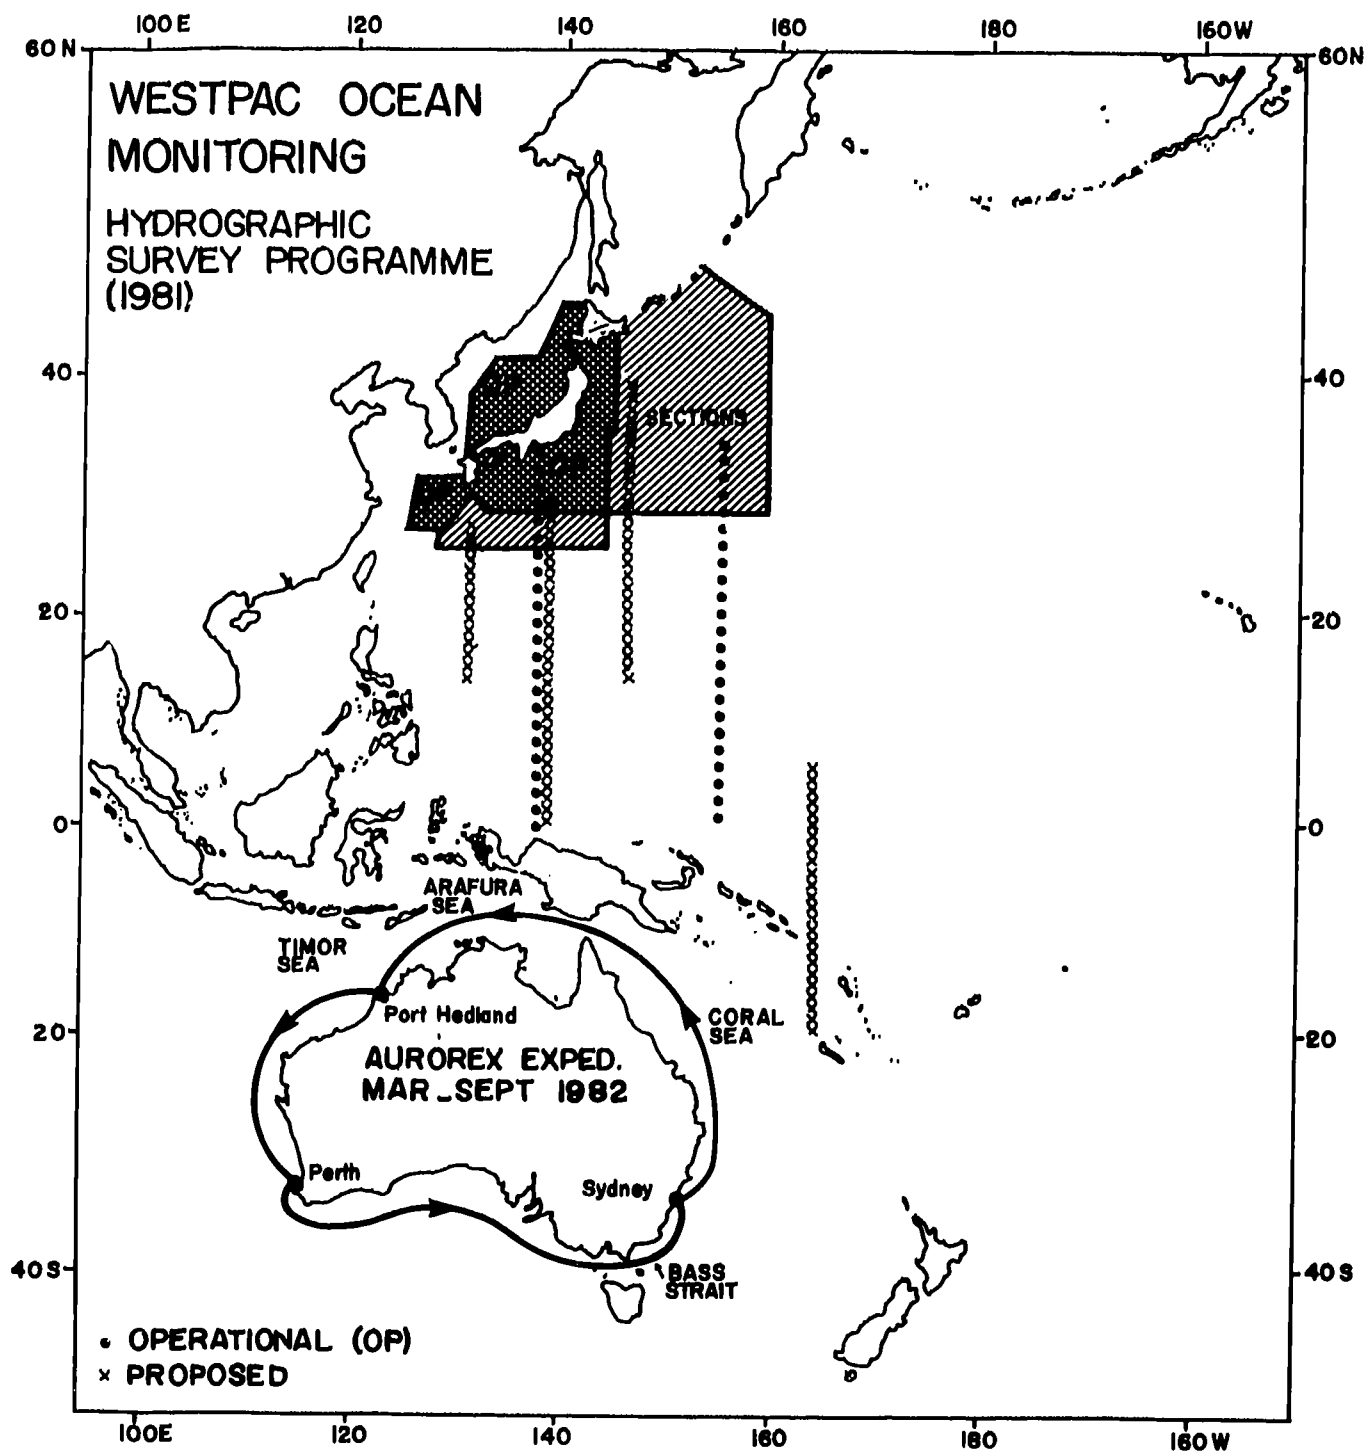 100E 120 140 160 180 160W
60N 60N
WESTPAC OCEAN
MONITORING
HYDROGRAPHIC
SURVEY PROGRAMME
(1981)
40 40
SECTIONS
20 20
0 0
ARAFURA
SEA
TIMOR
SEA
Port Hedland
CORAL
SEA
20 20
AUROREX EXPED.
MAR_SEPT 1982
Perth
Sydney
40S 40S
BASS
STRAIT
• OPERATIONAL (OP)
x PROPOSED
100E 120 140 160 180 160W